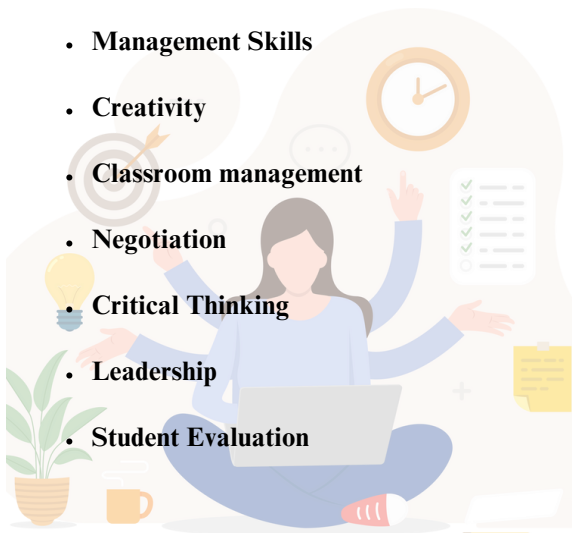 • Management Skills
• Creativity
• Classroom management
• Negotiation
• Critical Thinking
• Leadership
• Student Evaluation